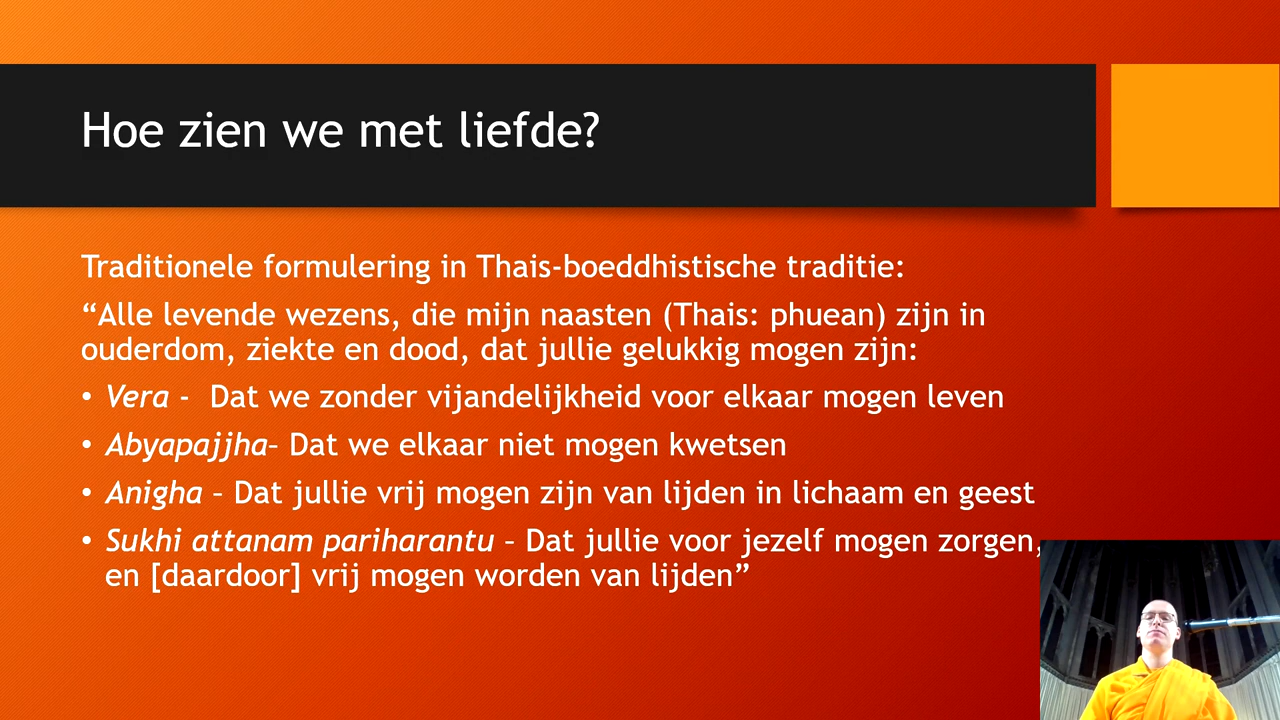 Hoe zien we met liefde?
Traditionele formulering in Thais-boeddhistische traditie:
“Alle levende wezens, die mijn naasten (Thais: phuean) zijn in
ouderdom, ziekte en dood, dat jullie gelukkig mogen zijn:
• Vera -  Dat we zonder vijandelijkheid voor elkaar mogen leven
• Abyapajjha– Dat we elkaar niet mogen kwetsen
• Anigha – Dat jullie vrij mogen zijn van lijden in lichaam en geest
• Sukhi attanam pariharantu – Dat jullie voor jezelf mogen zorgen,
en [daardoor] vrij mogen worden van lijden”